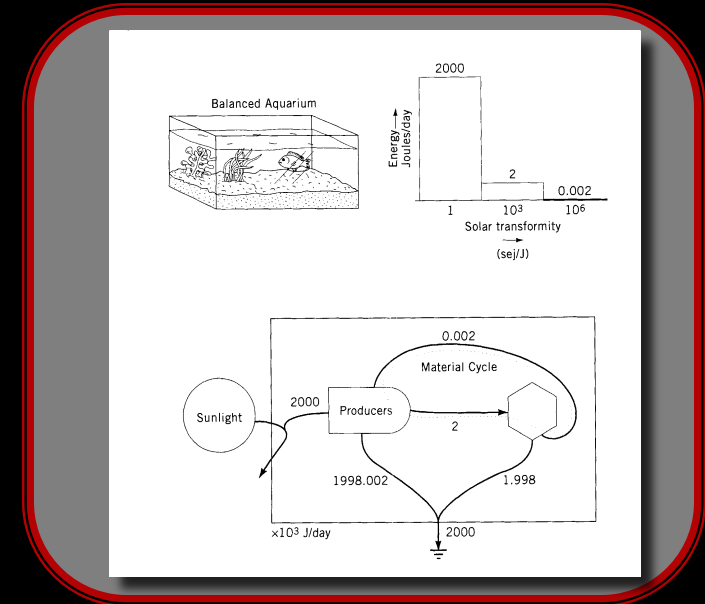 Balanced Aquarium
2000
2
0.002
Energy
Joules/day
1
10³
10⁶
Solar transformity
(sej/J)
0.002
Material Cycle
Sunlight
2000
Producers
2
1998.002
1.998
×10³ J/day
2000